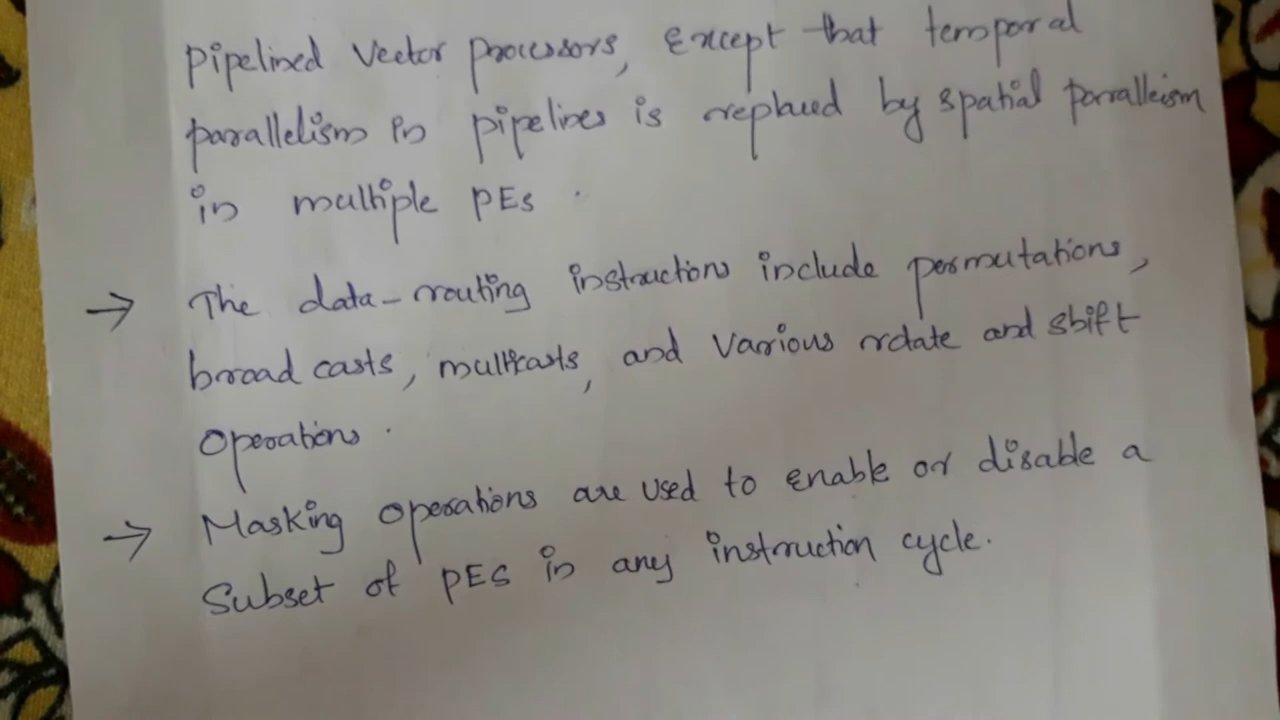 pipelined vector processors, except that temporal
parallelism in pipelines is replaced by spatial parallelism
in multiple PEs.
→ The data-routing instructions include permutations,
broad casts, multicasts, and various rotate and shift
operations.
→ Masking operations are used to enable or disable a
Subset of PES in any instruction cycle.